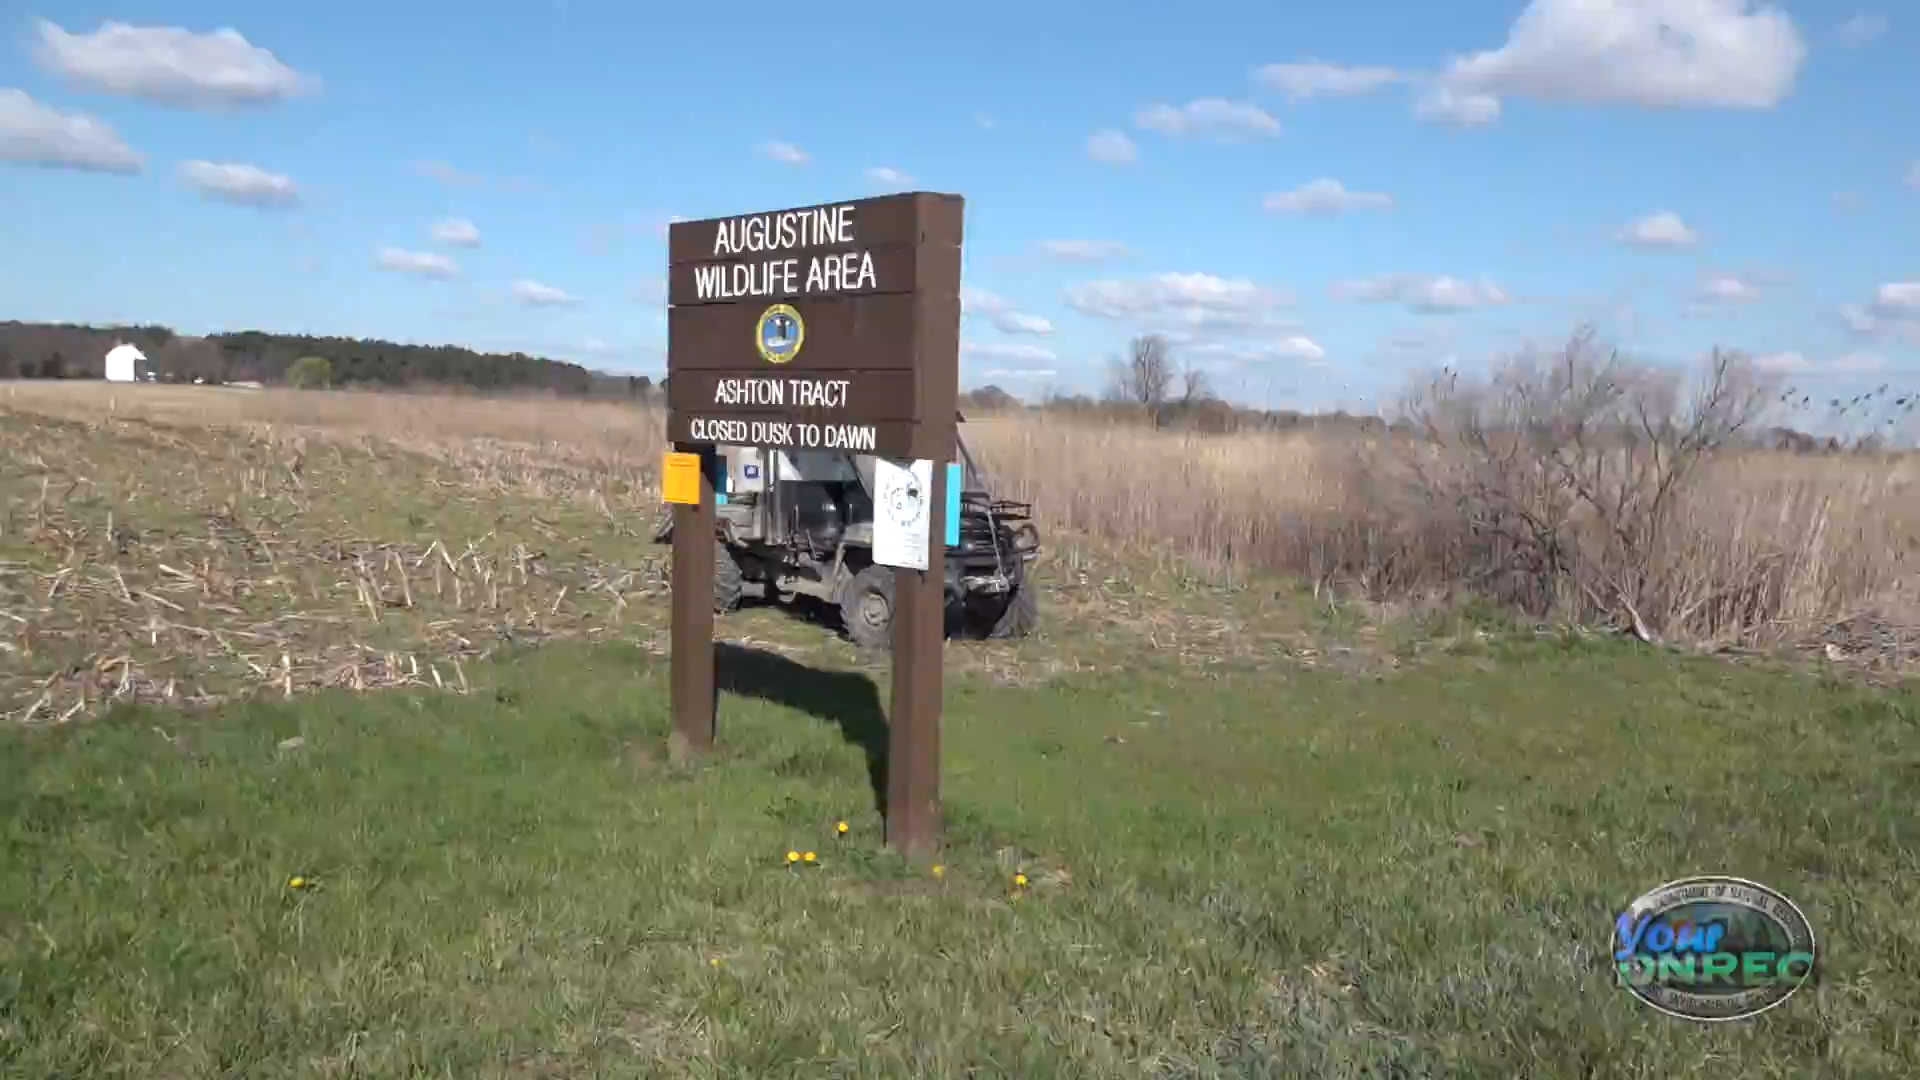 AUGUSTINE
WILDLIFE AREA
ASHTON TRACT
CLOSED DUSK TO DAWN
Your
DNREC